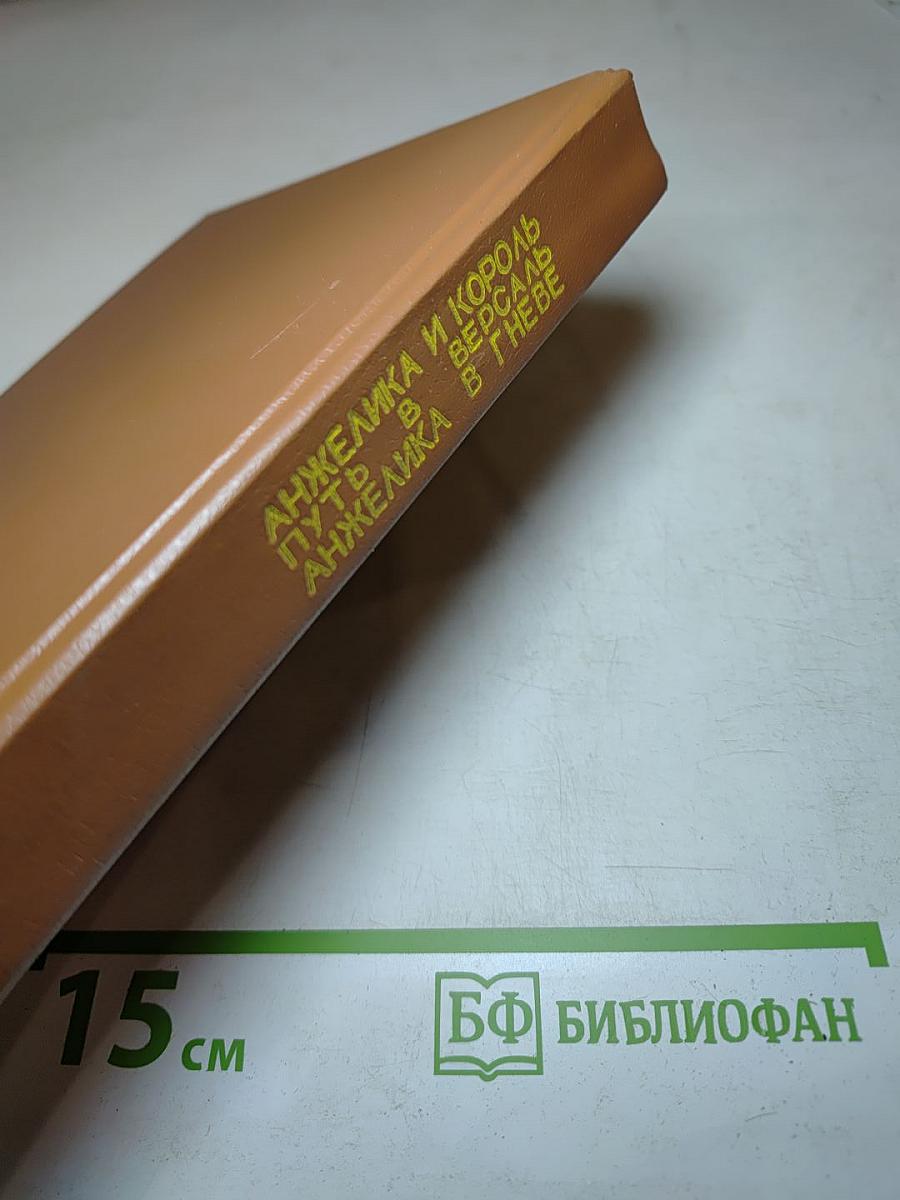 АНЖЕЛИКА И КОРОЛЬ
ПУТЬ В ВЕРСАЛЬ
АНЖЕЛИКА В ГНЕВЕ
15 см
БФ БИБЛИОФАН